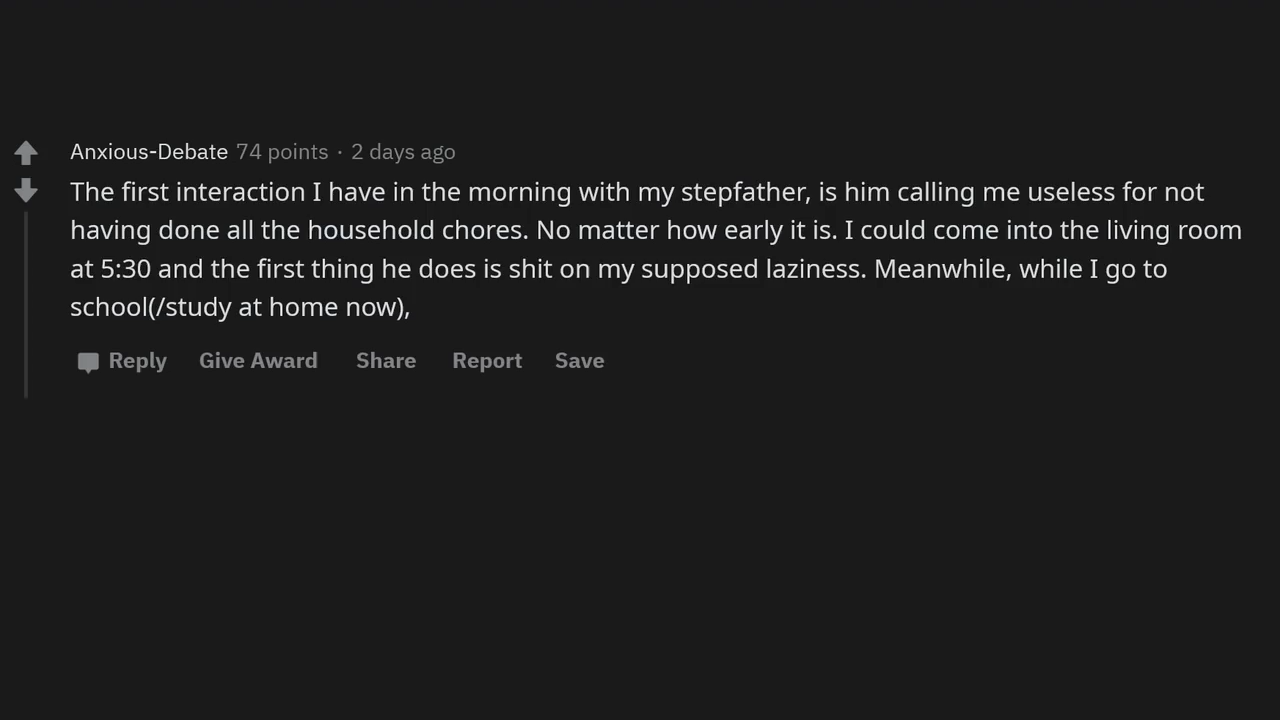 Anxious-Debate 74 points · 2 days ago
The first interaction I have in the morning with my stepfather, is him calling me useless for not
having done all the household chores. No matter how early it is. I could come into the living room
at 5:30 and the first thing he does is shit on my supposed laziness. Meanwhile, while I go to
school(/study at home now),
Reply Give Award Share Report Save